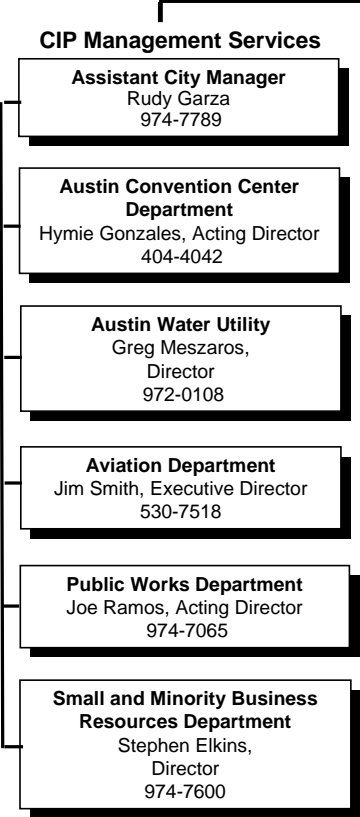 CIP Management Services
Assistant City Manager
Rudy Garza
974-7789
Austin Convention Center
Department
Hymie Gonzales, Acting Director
404-4042
Austin Water Utility
Greg Meszaros,
Director
972-0108
Aviation Department
Jim Smith, Executive Director
530-7518
Public Works Department
Joe Ramos, Acting Director
974-7065
Small and Minority Business
Resources Department
Stephen Elkins,
Director
974-7600